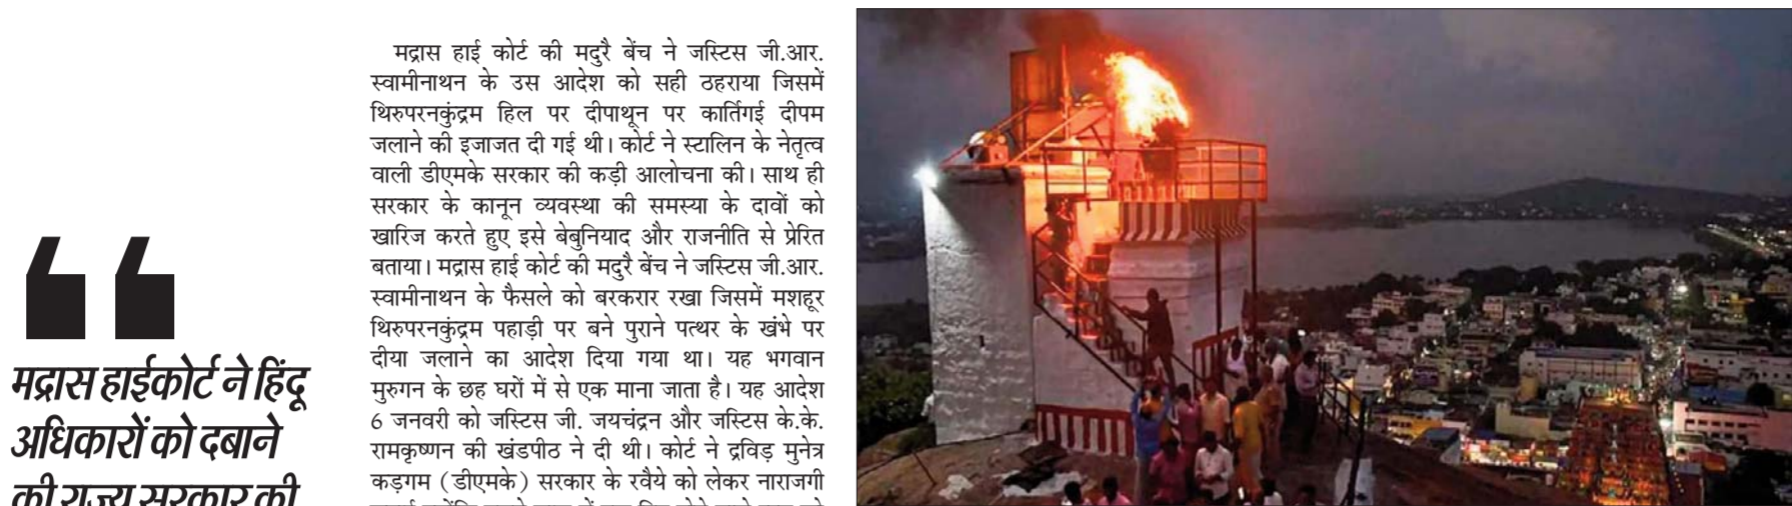 मद्रास हाईकोर्ट ने हिंदू
अधिकारों को दबाने
की राज्य सरकार की
मद्रास हाई कोर्ट की मदुरै बेंच ने जस्टिस जी.आर.
स्वामीनाथन के उस आदेश को सही ठहराया जिसमें
थिरुपरनकुंद्रम हिल पर दीपाथून पर कार्तिगई दीपम
जलाने की इजाजत दी गई थी। कोर्ट ने स्टालिन के नेतृत्व
वाली डीएमके सरकार की कड़ी आलोचना की। साथ ही
सरकार के कानून व्यवस्था की समस्या के दावों को
खारिज करते हुए इसे बेबुनियाद और राजनीति से प्रेरित
बताया। मद्रास हाई कोर्ट की मदुरै बेंच ने जस्टिस जी.आर.
स्वामीनाथन के फैसले को बरकरार रखा जिसमें मशहूर
थिरुपरनकुंद्रम पहाड़ी पर बने पुराने पत्थर के खंभे पर
दीया जलाने का आदेश दिया गया था। यह भगवान
मुरुगन के छह घरों में से एक माना जाता है। यह आदेश
6 जनवरी को जस्टिस जी. जयचंद्रन और जस्टिस के.के.
रामकृष्णन की खंडपीठ ने दी थी। कोर्ट ने द्रविड़ मुनेत्र
कड़गम (डीएमके) सरकार के रवैये को लेकर नाराजगी